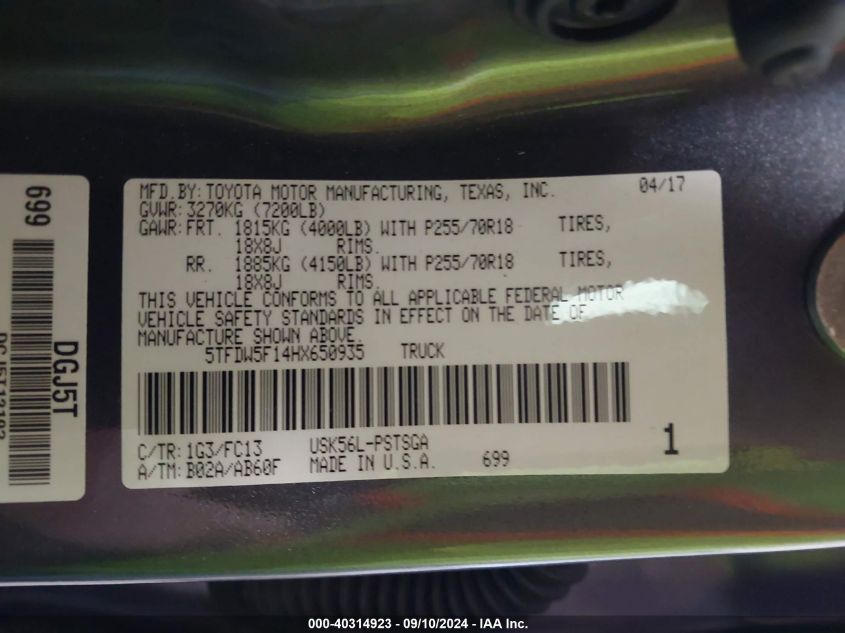 MFD.BY: TOYOTA MOTOR MANUFACTURING, TEXAS, INC. 04/17
GVWR: 3270KG (7200LB)
GAWR: FRT. 1815KG (4000LB) WITH P255/70R18 TIRES,
18X8J RIMS.
RR. 1885KG (4150LB) WITH P255/70R18 TIRES,
18X8J RIMS.
THIS VEHICLE CONFORMS TO ALL APPLICABLE FEDERAL MOTOR
VEHICLE SAFETY STANDARDS IN EFFECT ON THE DATE OF
MANUFACTURE SHOWN ABOVE.
5TFDW5F14HX650935 TRUCK
C/TR: 1G3/FC13 USK56L-PSTSGA
A/TM: B02A/AB60F MADE IN U.S.A. 699
1
699
DGJ5T
000-40314923 - 09/10/2024 - IAA Inc.